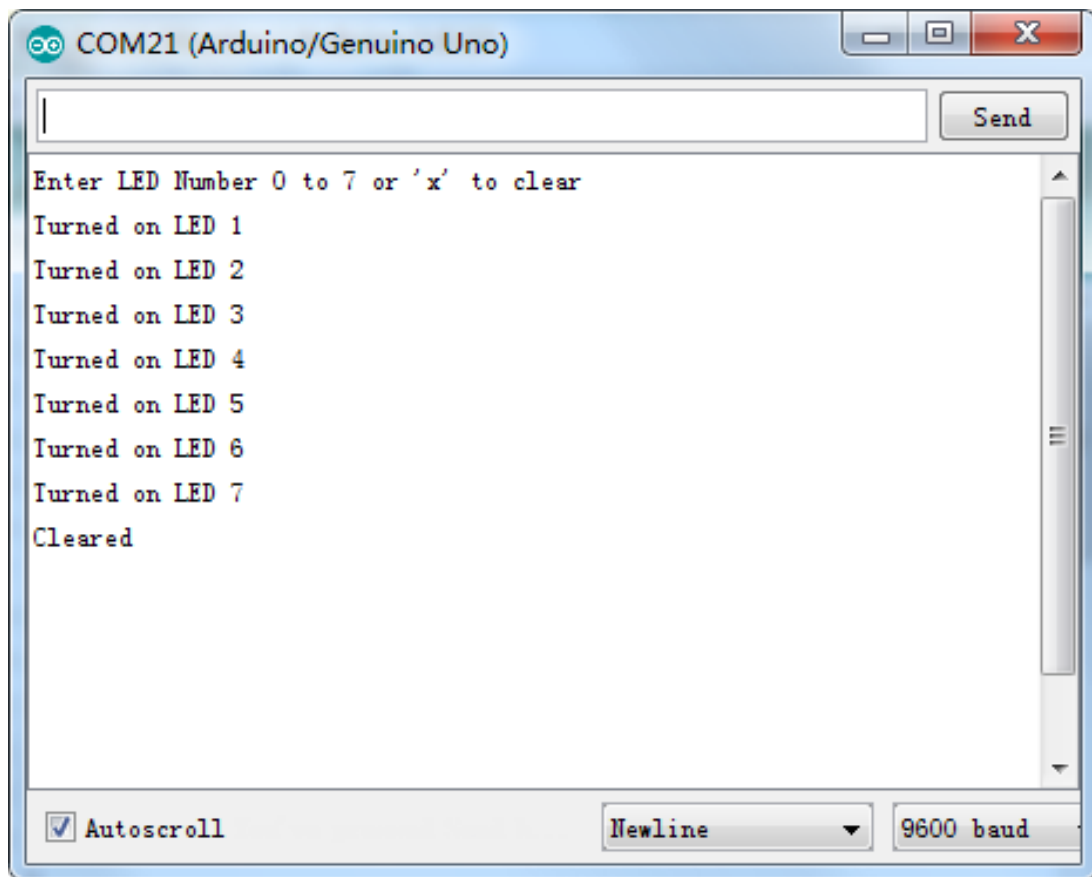 COM21 (Arduino/Genuino Uno)
Send
Enter LED Number 0 to 7 or 'x' to clear
Turned on LED 1
Turned on LED 2
Turned on LED 3
Turned on LED 4
Turned on LED 5
Turned on LED 6
Turned on LED 7
Cleared
Autoscroll
Newline
9600 baud